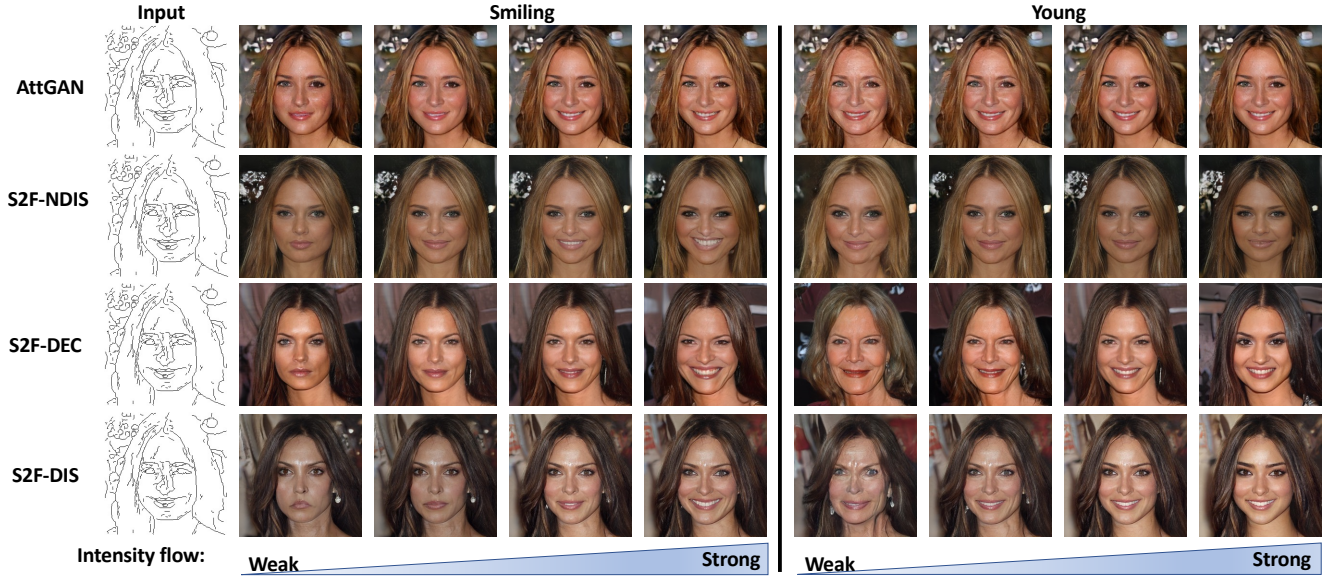 Input Smiling Young
AttGAN
S2F-NDIS
S2F-DEC
S2F-DIS
Intensity flow: Weak Strong Weak Strong